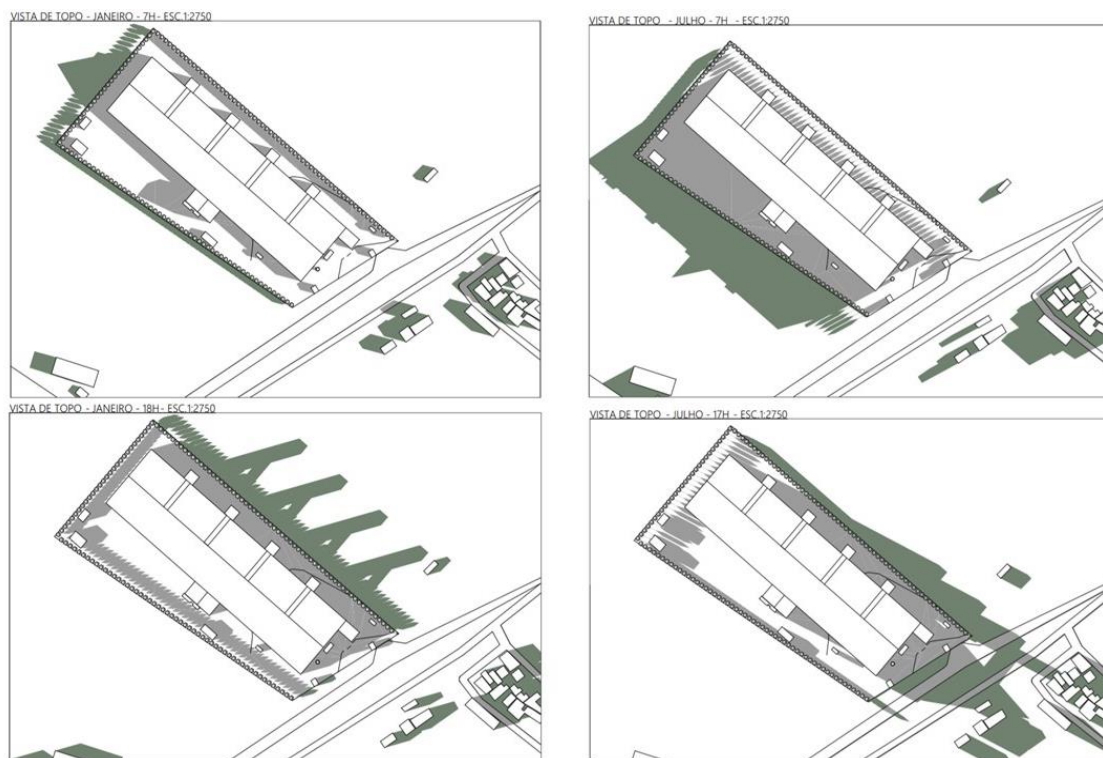 VISTA DE TOPO - JANEIRO - 7H- ESC.1:2750
VISTA DE TOPO - JULHO - 7H - ESC.1:2750
VISTA DE TOPO - JANEIRO - 18H- ESC.1:2750
VISTA DE TOPO - JULHO - 17H - ESC.1:2750